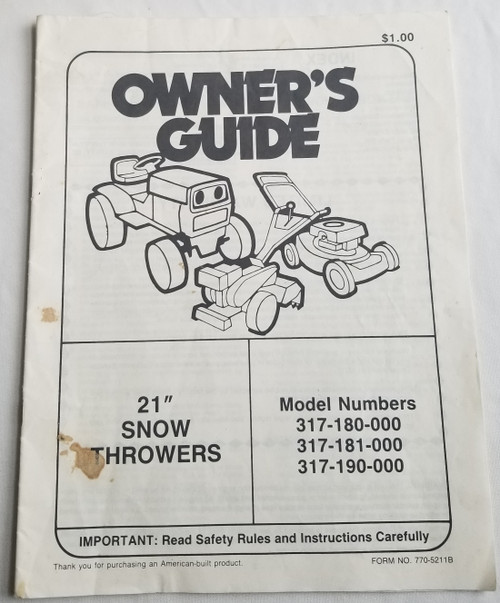 $1.00
OWNER'S
GUIDE
21"
SNOW
THROWERS
Model Numbers
317-180-000
317-181-000
317-190-000
IMPORTANT: Read Safety Rules and Instructions Carefully
Thank you for purchasing an American-built product.
FORM NO. 770-5211B